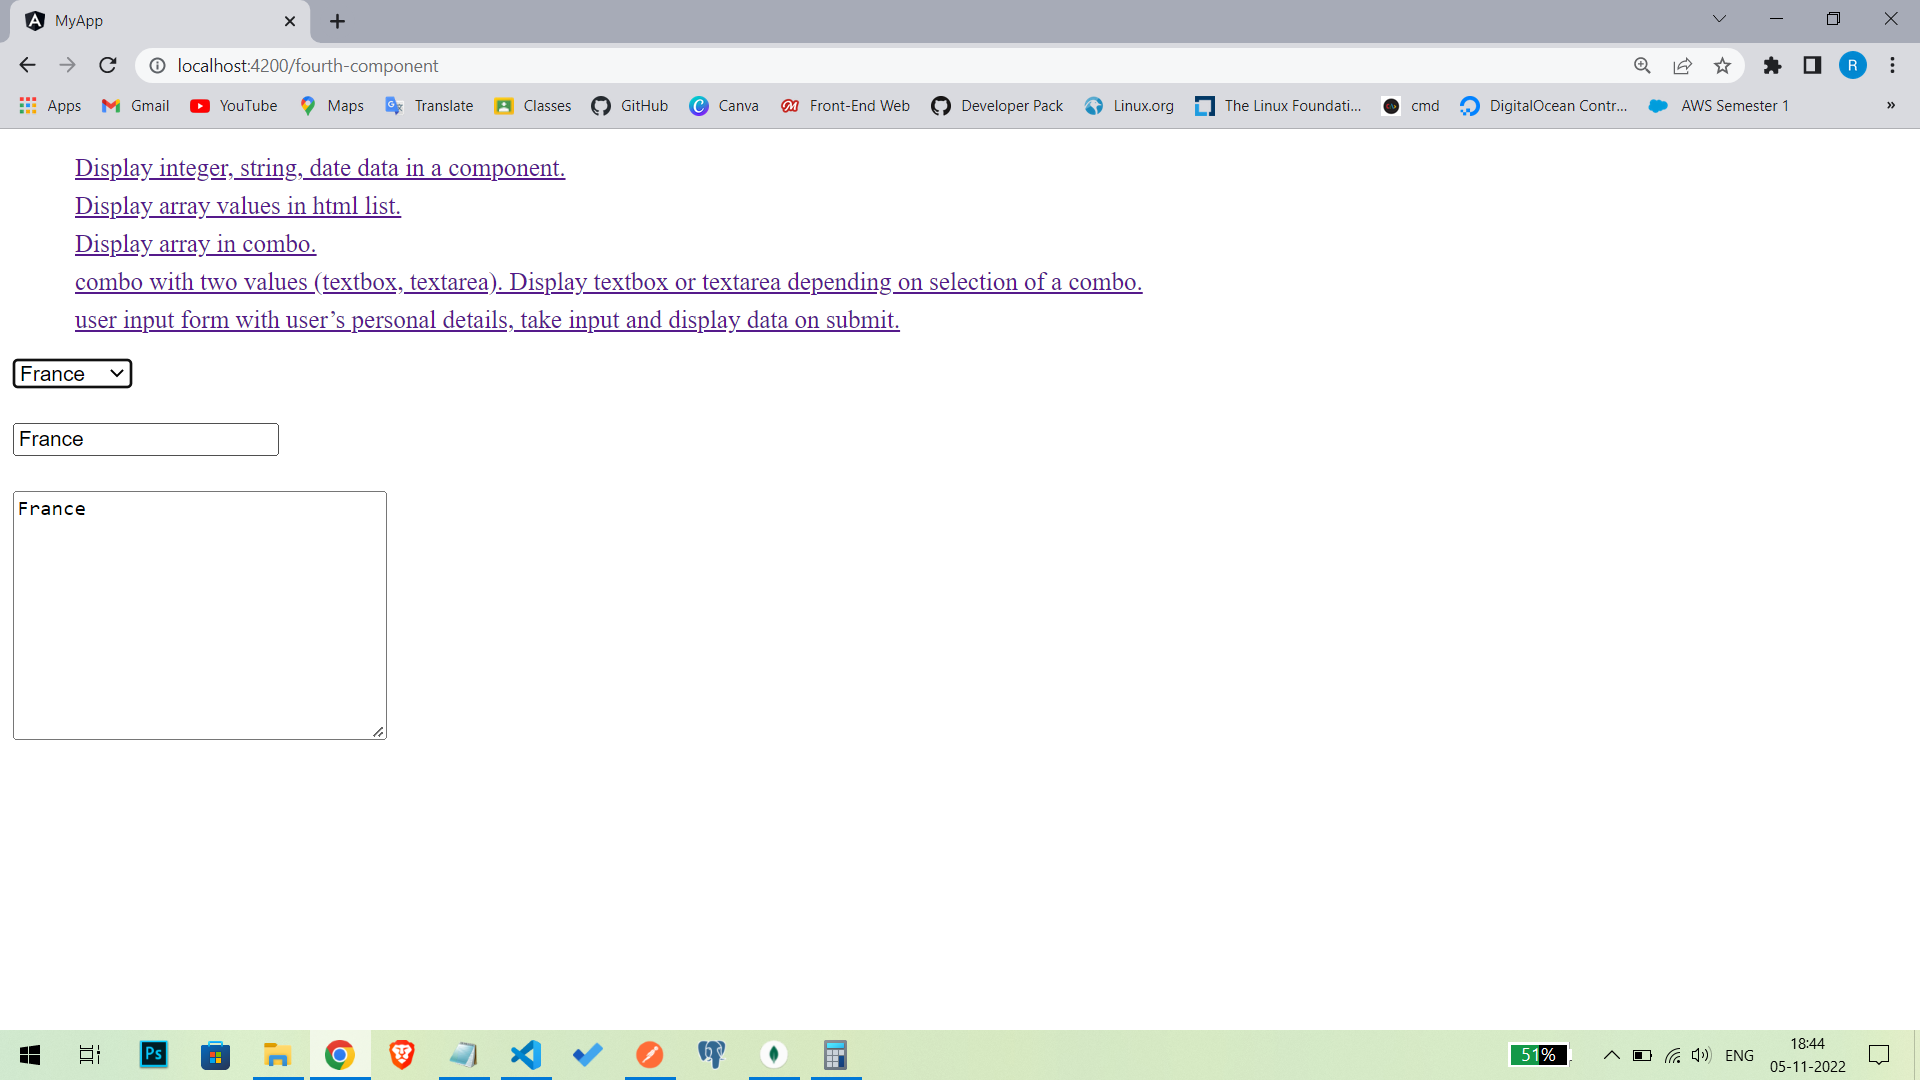 MyApp
localhost:4200/fourth-component
R
Apps Gmail YouTube Maps Translate Classes GitHub Canva Front-End Web Developer Pack Linux.org The Linux Foundati... cmd DigitalOcean Contr... AWS Semester 1 »
Display integer, string, date data in a component.
Display array values in html list.
Display array in combo.
combo with two values (textbox, textarea). Display textbox or textarea depending on selection of a combo.
user input form with user’s personal details, take input and display data on submit.
France
France
France
Ps
51%
ENG
18:44
05-11-2022